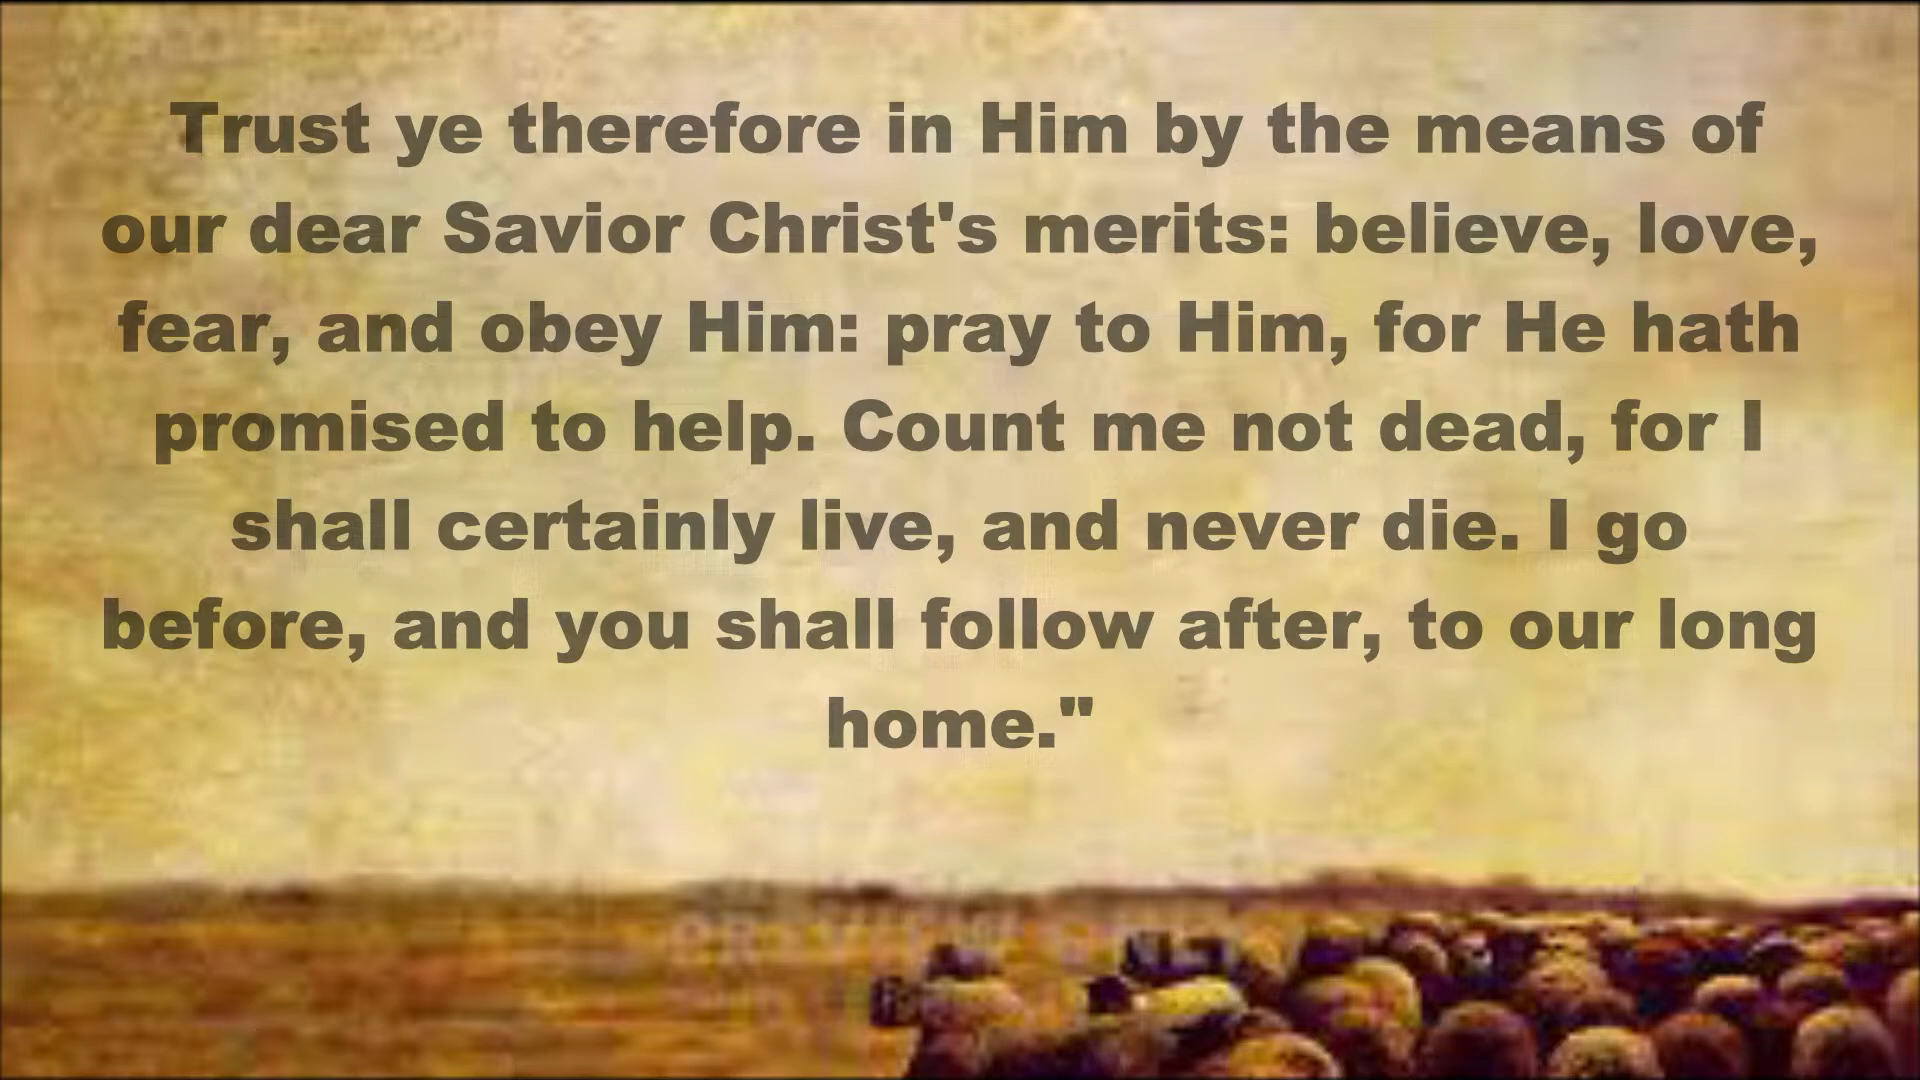 Trust ye therefore in Him by the means of
our dear Savior Christ's merits: believe, love,
fear, and obey Him: pray to Him, for He hath
promised to help. Count me not dead, for I
shall certainly live, and never die. I go
before, and you shall follow after, to our long
home."